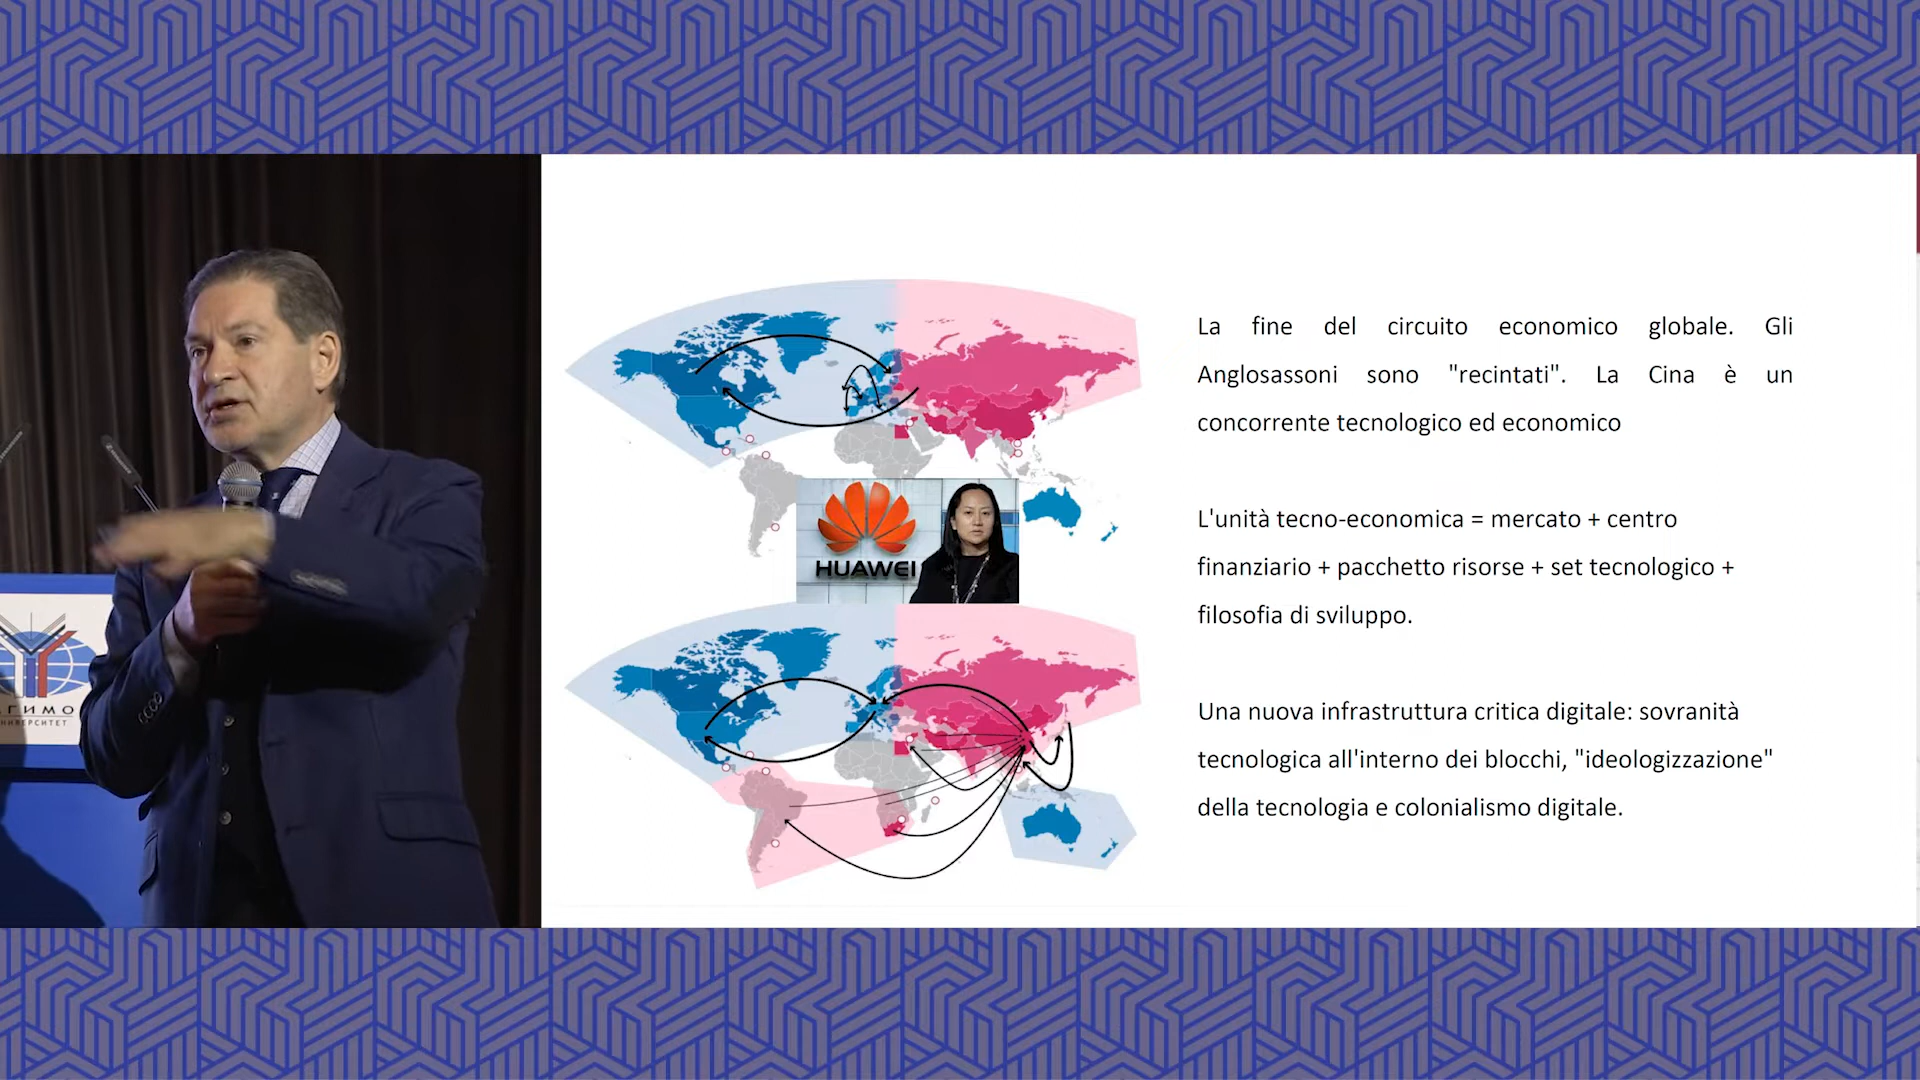 ГИМО
НИВЕРСИТЕТ
HUAWEI
La fine del circuito economico globale. Gli
Anglosassoni sono "recintati". La Cina è un
concorrente tecnologico ed economico
L'unità tecno-economica = mercato + centro
finanziario + pacchetto risorse + set tecnologico +
filosofia di sviluppo.
Una nuova infrastruttura critica digitale: sovranità
tecnologica all'interno dei blocchi, "ideologizzazione"
della tecnologia e colonialismo digitale.